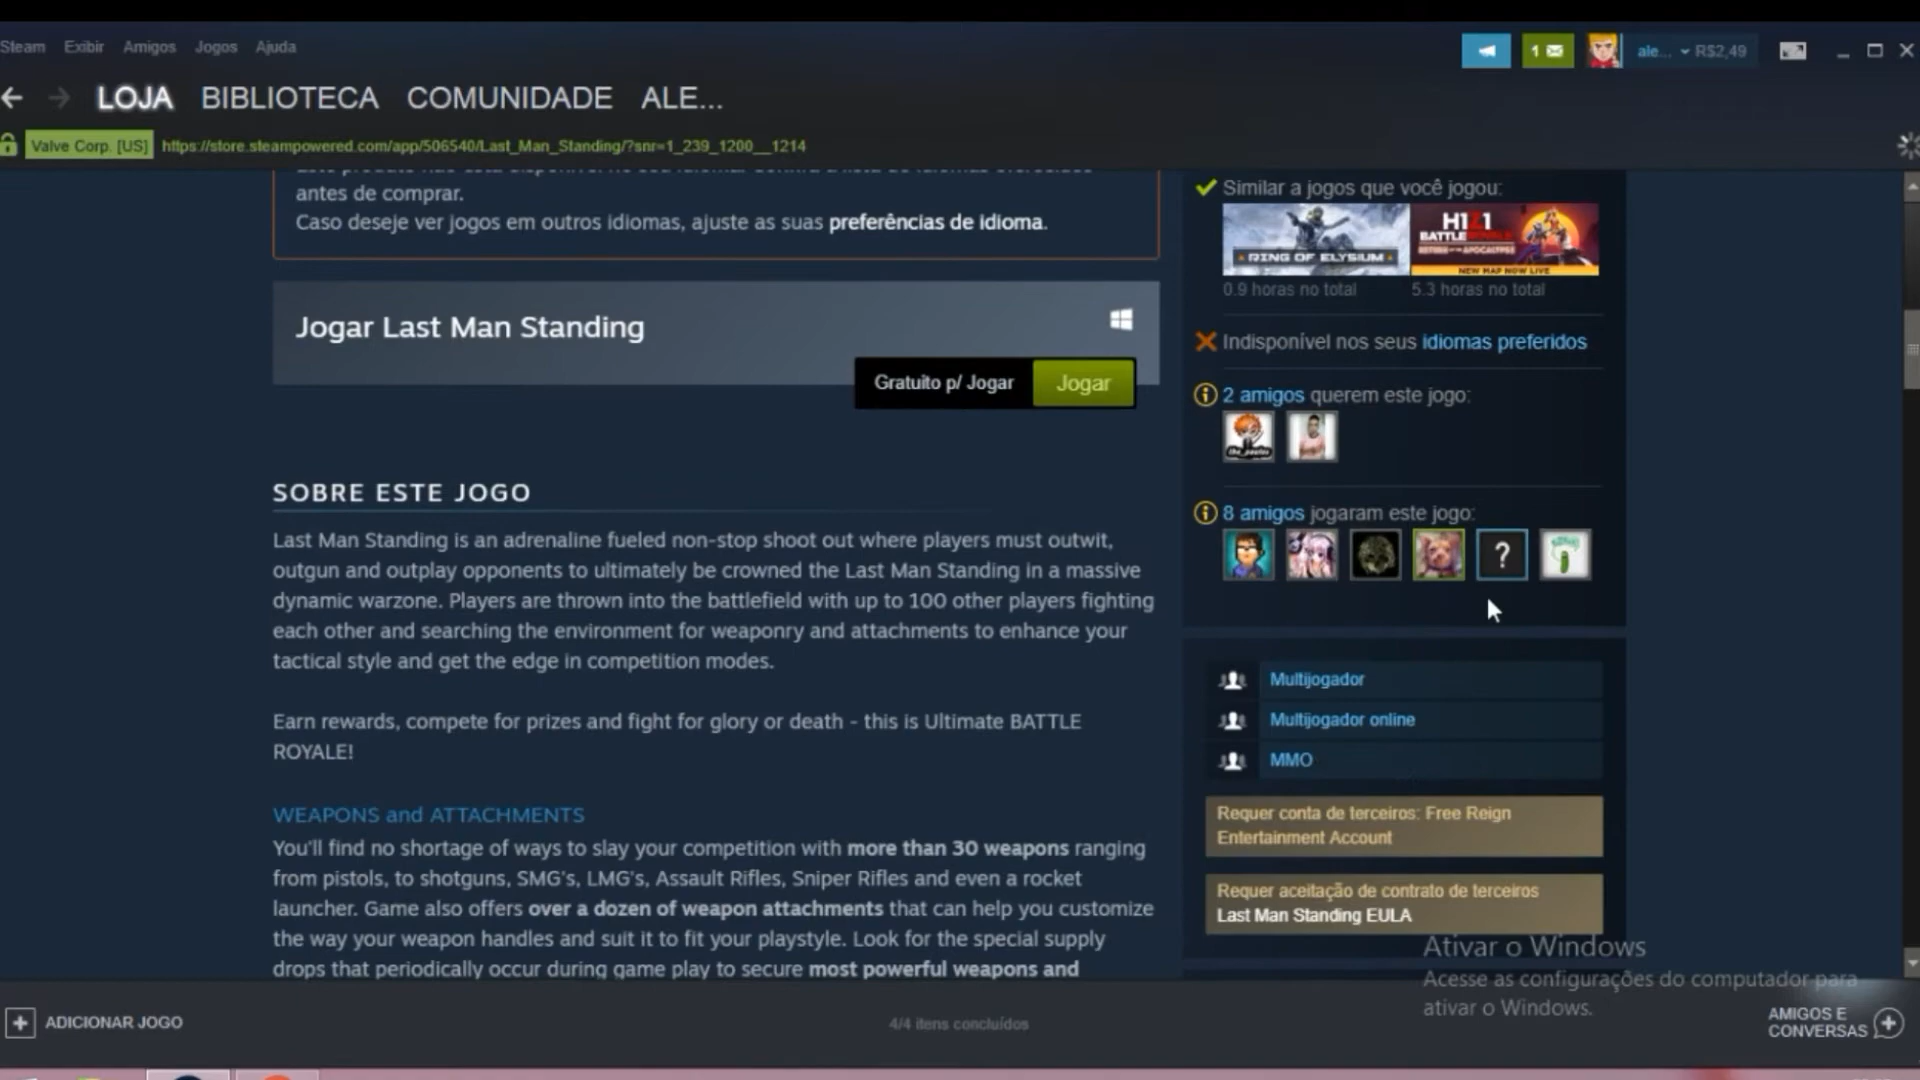 Steam Exibir Amigos Jogos Ajuda
1 ale... R$2,49
LOJA BIBLIOTECA COMUNIDADE ALE...
Valve Corp. [US] https://store.steampowered.com/app/506540/Last_Man_Standing/?snr=1_239_1200__1214
antes de comprar.
Caso deseje ver jogos em outros idiomas, ajuste as suas preferências de idioma.
Jogar Last Man Standing
Gratuito p/ Jogar Jogar
SOBRE ESTE JOGO
Last Man Standing is an adrenaline fueled non-stop shoot out where players must outwit,
outgun and outplay opponents to ultimately be crowned the Last Man Standing in a massive
dynamic warzone. Players are thrown into the battlefield with up to 100 other players fighting
each other and searching the environment for weaponry and attachments to enhance your
tactical style and get the edge in competition modes.
Earn rewards, compete for prizes and fight for glory or death - this is Ultimate BATTLE
ROYALE!
WEAPONS and ATTACHMENTS
You'll find no shortage of ways to slay your competition with more than 30 weapons ranging
from pistols, to shotguns, SMG's, LMG's, Assault Rifles, Sniper Rifles and even a rocket
launcher. Game also offers over a dozen of weapon attachments that can help you customize
the way your weapon handles and suit it to fit your playstyle. Look for the special supply
drops that periodically occur during game play to secure most powerful weapons and
Similar a jogos que você jogou:
RING OF ELYSIUM
H1Z1
BATTLE
NEW MAP NOW LIVE
0.9 horas no total 5.3 horas no total
Indisponível nos seus idiomas preferidos
2 amigos querem este jogo:
8 amigos jogaram este jogo:
?
Multijogador
Multijogador online
MMO
Requer conta de terceiros: Free Reign
Entertainment Account
Requer aceitação de contrato de terceiros
Last Man Standing EULA
Ativar o Windows
Acesse as configurações do computador para
ativar o Windows.
ADICIONAR JOGO
4/4 itens concluídos
AMIGOS E
CONVERSAS